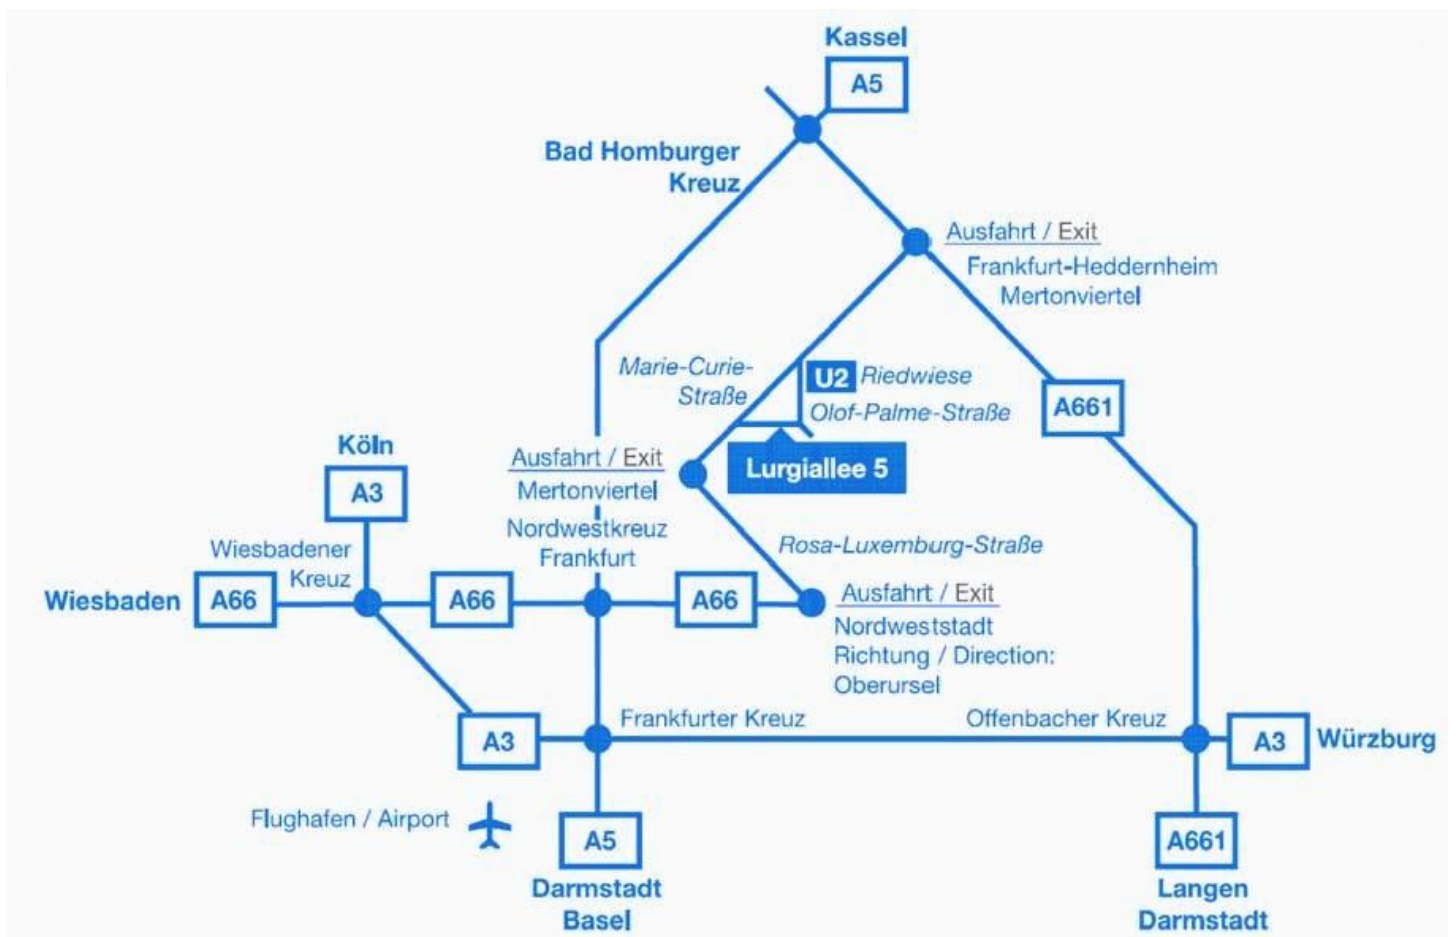 Kassel
A5
Bad Homburger
Kreuz
Ausfahrt / Exit
Frankfurt-Heddernheim
Mertonviertel
Marie-Curie-
Straße
U2 Riedwiese
Olof-Palme-Straße
A661
Köln
A3
Ausfahrt / Exit
Mertonviertel
Lurgiallee 5
Nordwestkreuz
Frankfurt
Rosa-Luxemburg-Straße
Wiesbadener
Kreuz
Wiesbaden
A66
A66
A66
Ausfahrt / Exit
Nordweststadt
Richtung / Direction:
Oberursel
A3
Frankfurter Kreuz
Offenbacher Kreuz
A3
Würzburg
Flughafen / Airport
A5
A661
Darmstadt
Basel
Langen
Darmstadt